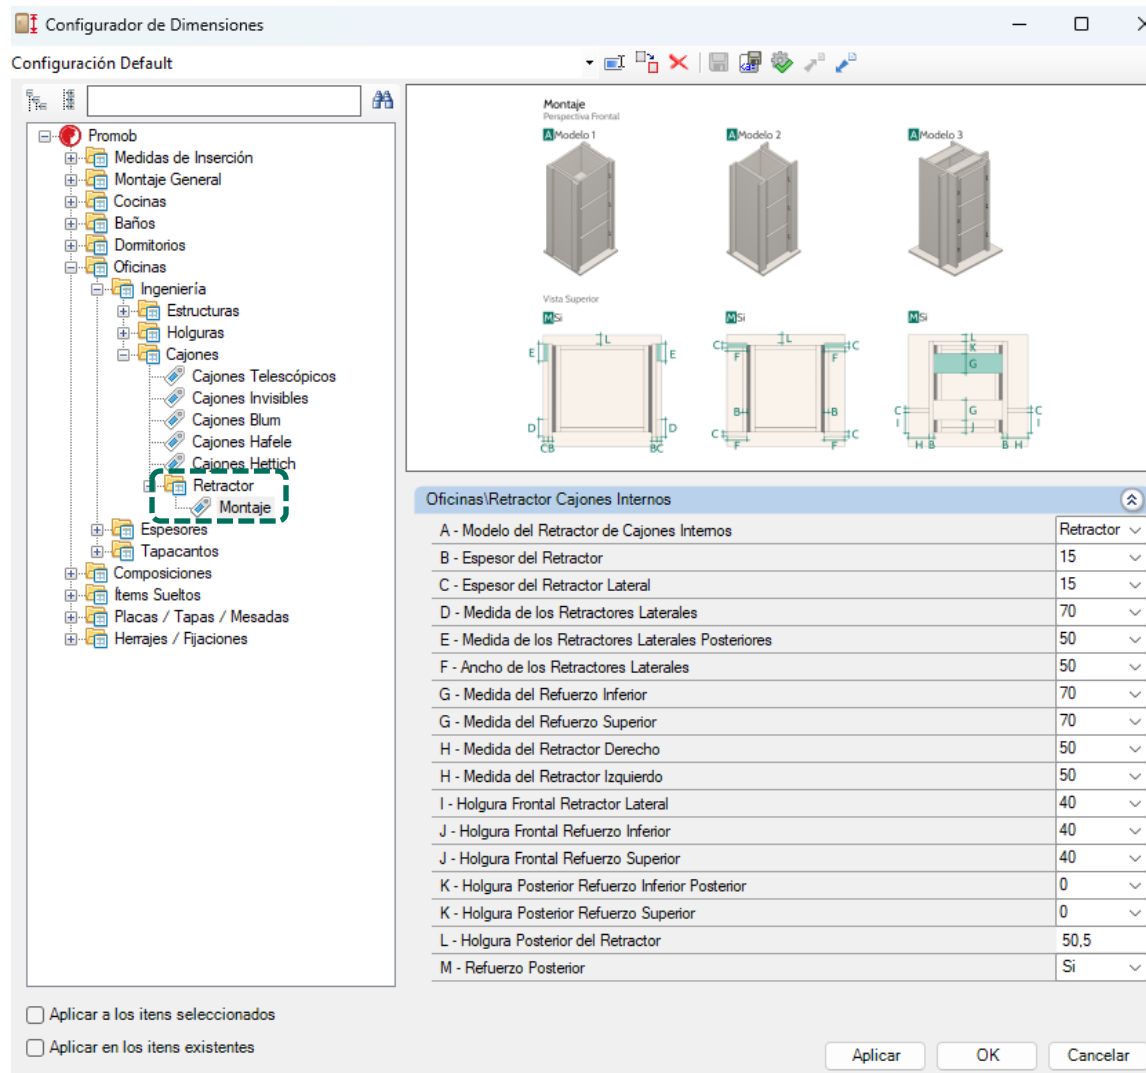 Configurador de Dimensiones
Configuración Default
Promob
Medidas de Inserción
Montaje General
Cocinas
Baños
Dormitorios
Oficinas
Ingeniería
Estructuras
Holguras
Cajones
Cajones Telescópicos
Cajones Invisibles
Cajones Blum
Cajones Hafele
Cajones Hettich
Retractor
Montaje
Espesores
Tapacantos
Composiciones
Ítems Sueltos
Placas / Tapas / Mesadas
Herrajes / Fijaciones
Montaje
Perspectiva Frontal
A Modelo 1 A Modelo 2 A Modelo 3
Vista Superior
M Si M Si M Si
L
E E
D D
CB BC
L
C C
F F
B B
C C
F F
L
K
G
C G C
I J I
H B B H
Oficinas\Retractor Cajones Internos
A - Modelo del Retractor de Cajones Internos Retractor
B - Espesor del Retractor 15
C - Espesor del Retractor Lateral 15
D - Medida de los Retractores Laterales 70
E - Medida de los Retractores Laterales Posteriores 50
F - Ancho de los Retractores Laterales 50
G - Medida del Refuerzo Inferior 70
G - Medida del Refuerzo Superior 70
H - Medida del Retractor Derecho 50
H - Medida del Retractor Izquierdo 50
I - Holgura Frontal Retractor Lateral 40
J - Holgura Frontal Refuerzo Inferior 40
J - Holgura Frontal Refuerzo Superior 40
K - Holgura Posterior Refuerzo Inferior Posterior 0
K - Holgura Posterior Refuerzo Superior 0
L - Holgura Posterior del Retractor 50,5
M - Refuerzo Posterior Si
Aplicar a los itens seleccionados
Aplicar en los itens existentes
Aplicar OK Cancelar